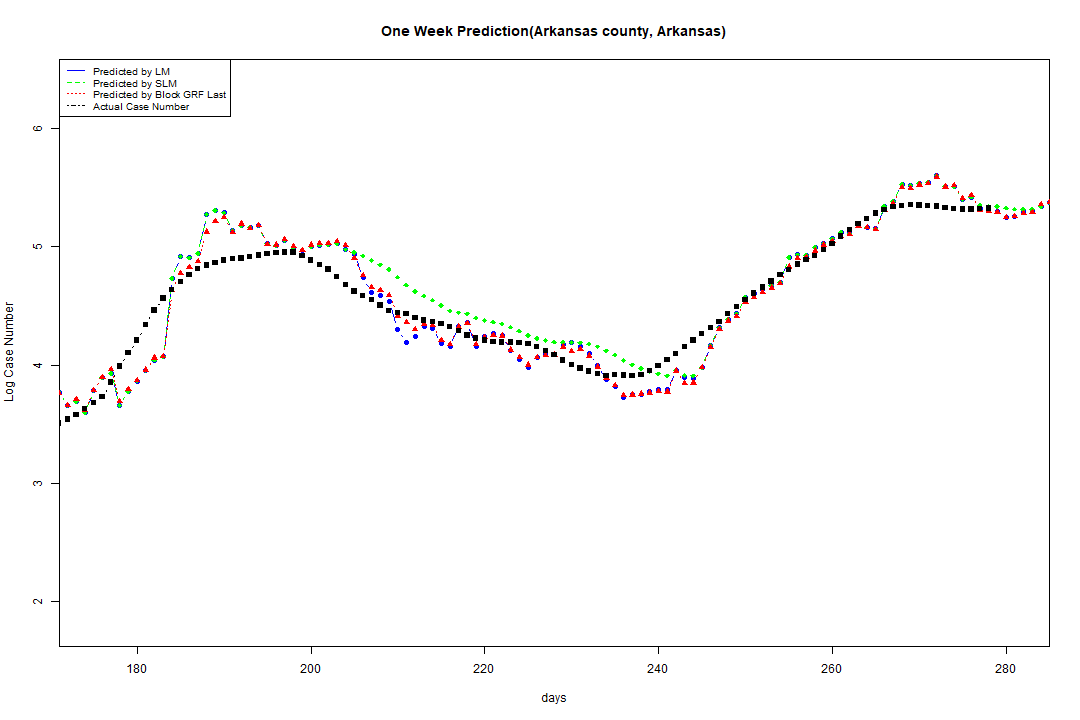 One Week Prediction(Arkansas county, Arkansas)
Predicted by LM
Predicted by SLM
Predicted by Block GRF Last
Actual Case Number
6
5
4
3
2
Log Case Number
180 200 220 240 260 280
days